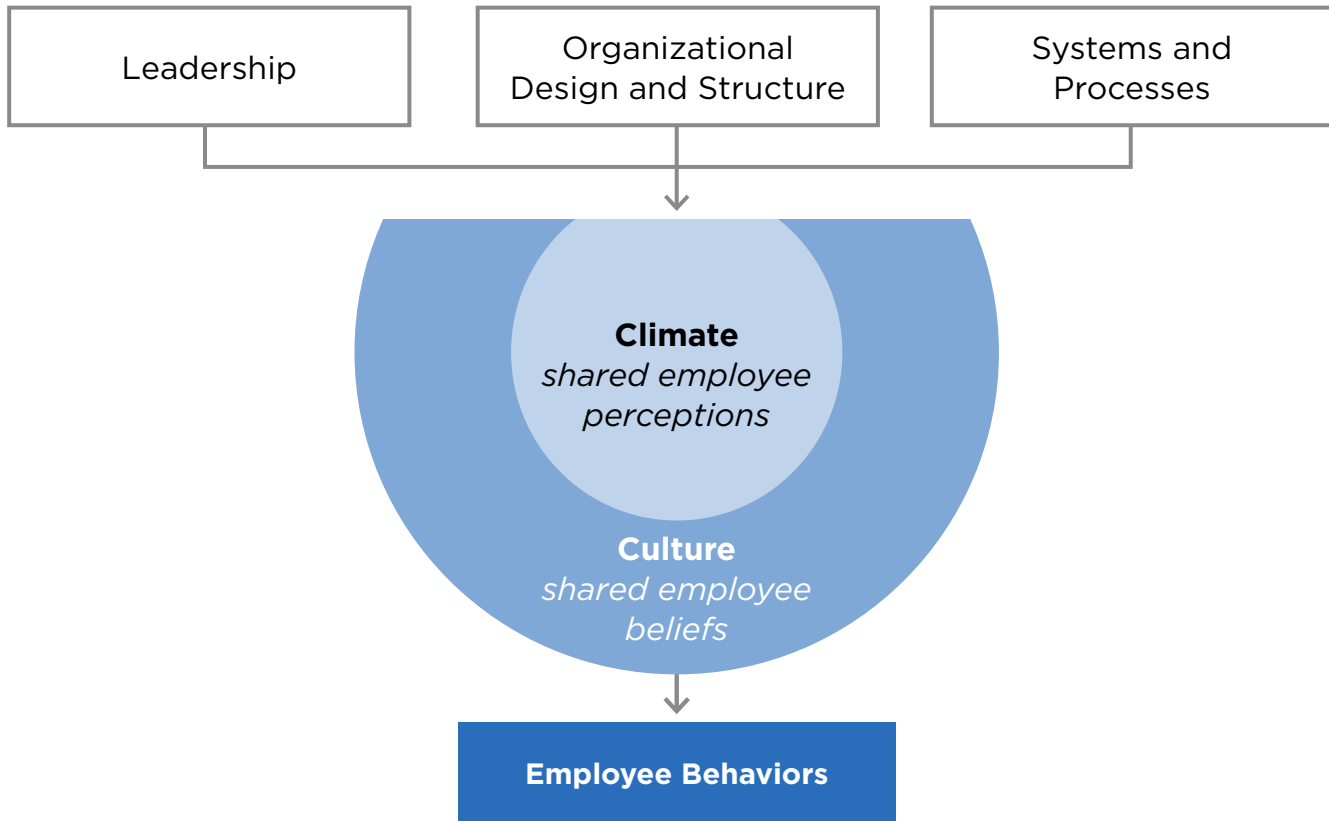 Leadership
Organizational
Design and Structure
Systems and
Processes
Climate
shared employee
perceptions
Culture
shared employee
beliefs
Employee Behaviors